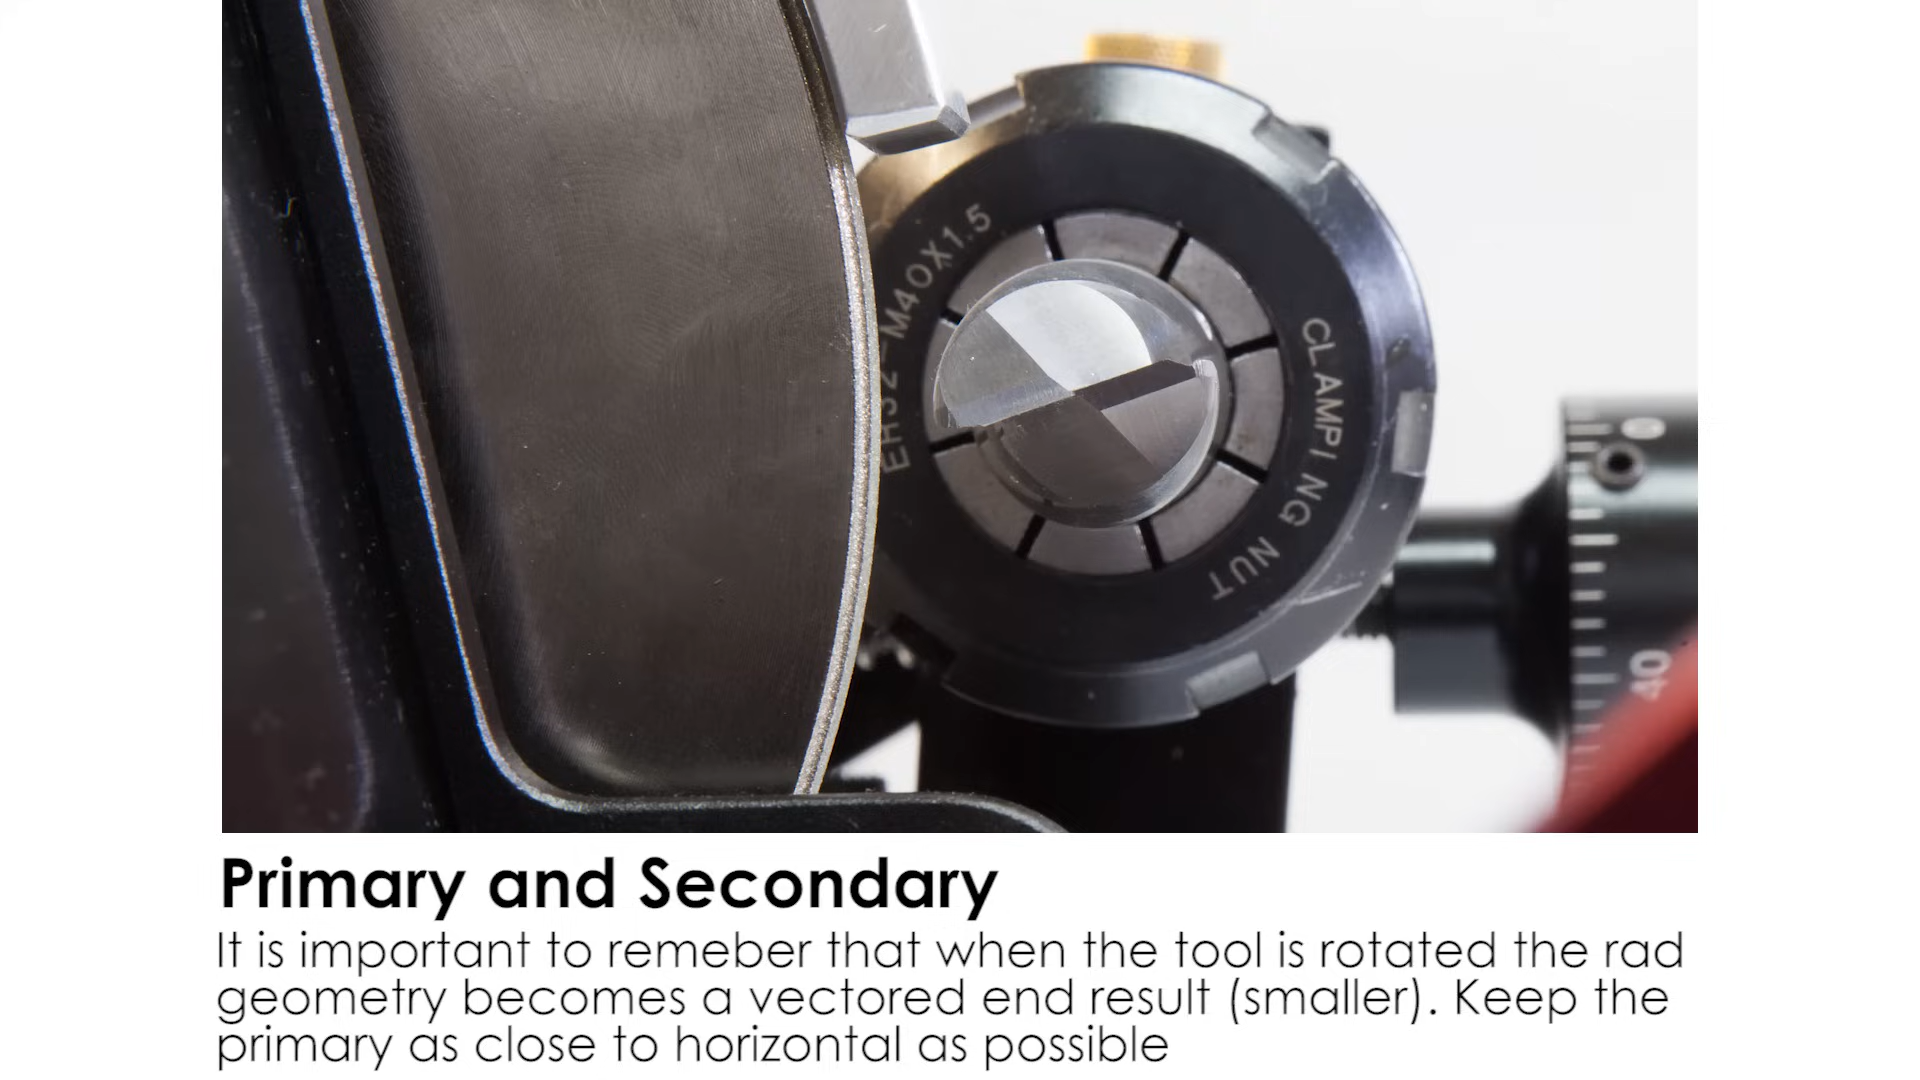 ER32-M40X1.5
CLAMPING NUT
0
40
Primary and Secondary
It is important to remeber that when the tool is rotated the rad
geometry becomes a vectored end result (smaller). Keep the
primary as close to horizontal as possible